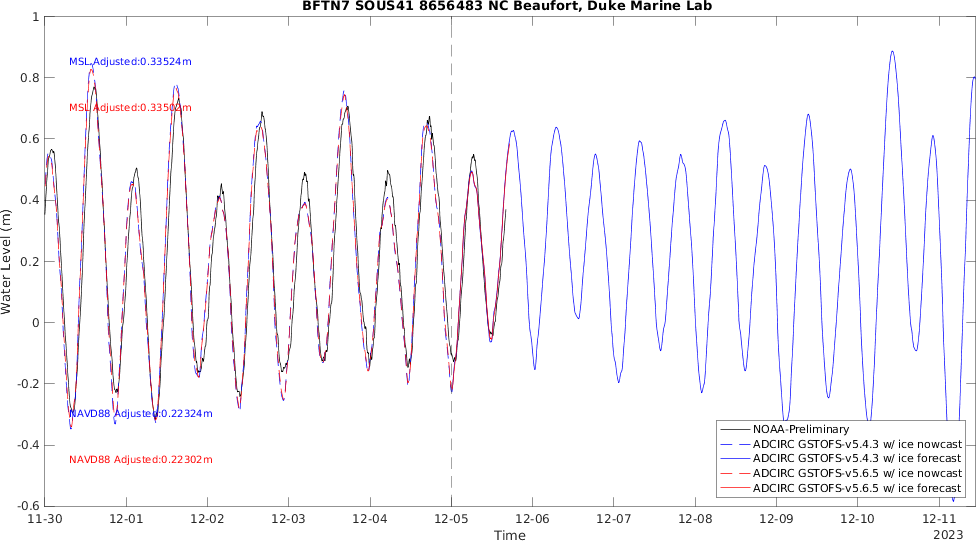 BFTN7 SOUS41 8656483 NC Beaufort, Duke Marine Lab
1
0.8
0.6
0.4
0.2
0
-0.2
-0.4
-0.6
Water Level (m)
MSL Adjusted:0.33524m
MSL Adjusted:0.33502m
NAVD88 Adjusted:0.22324m
NAVD88 Adjusted:0.22302m
NOAA-Preliminary
ADCIRC GSTOFS-v5.4.3 w/ ice nowcast
ADCIRC GSTOFS-v5.4.3 w/ ice forecast
ADCIRC GSTOFS-v5.6.5 w/ ice nowcast
ADCIRC GSTOFS-v5.6.5 w/ ice forecast
11-30 12-01 12-02 12-03 12-04 12-05 12-06 12-07 12-08 12-09 12-10 12-11
Time
2023